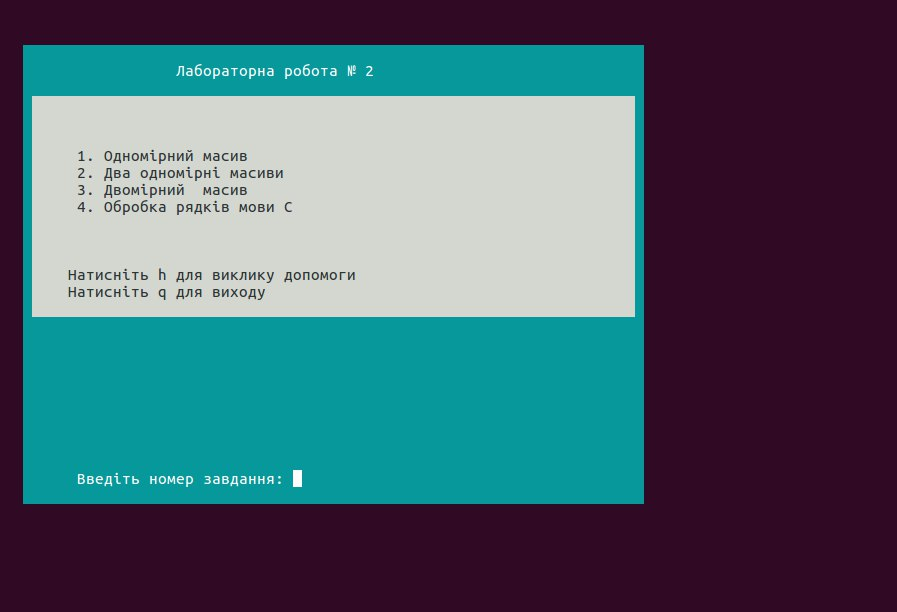 Лабораторна робота № 2
1. Одномірний масив
2. Два одномірні масиви
3. Двомірний  масив
4. Обробка рядків мови С
Натисніть h для виклику допомоги
Натисніть q для виходу
Введіть номер завдання: